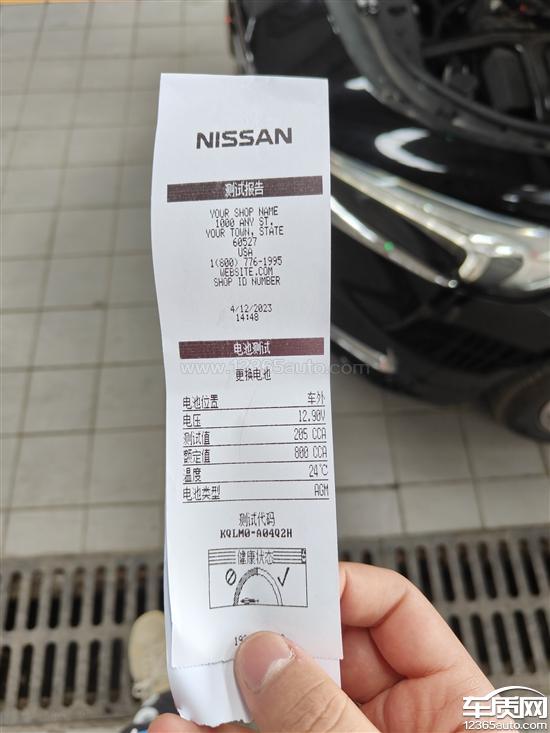 NISSAN
测试报告
YOUR SHOP NAME
1000 ANY ST.
YOUR TOWN, STATE
60527
USA
1(800) 776-1995
WEBSITE.COM
SHOP ID NUMBER
4/12/2023
14:48
电池测试
www.12365auto.com
更换电池
电池位置 车外
电压 12.90V
测试值 205 CCA
额定值 800 CCA
温度 24℃
电池类型 AGM
测试代码
KQLM0-A04Q2H
健康状态
车质网
12365auto.com